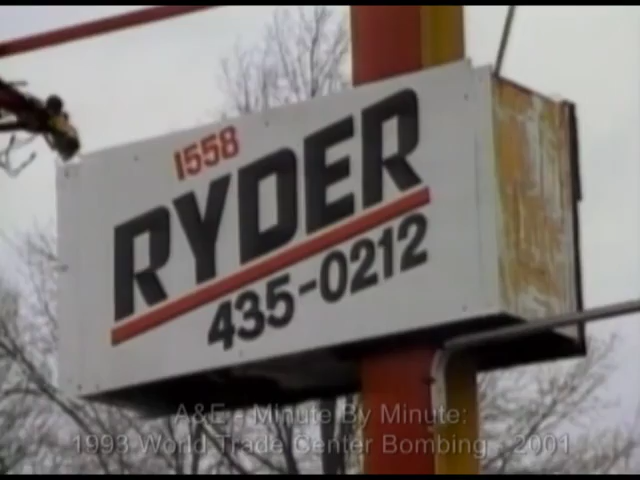 1558
RYDER
435-0212
A&E - Minute By Minute:
1993 World Trade Center Bombing - 2001